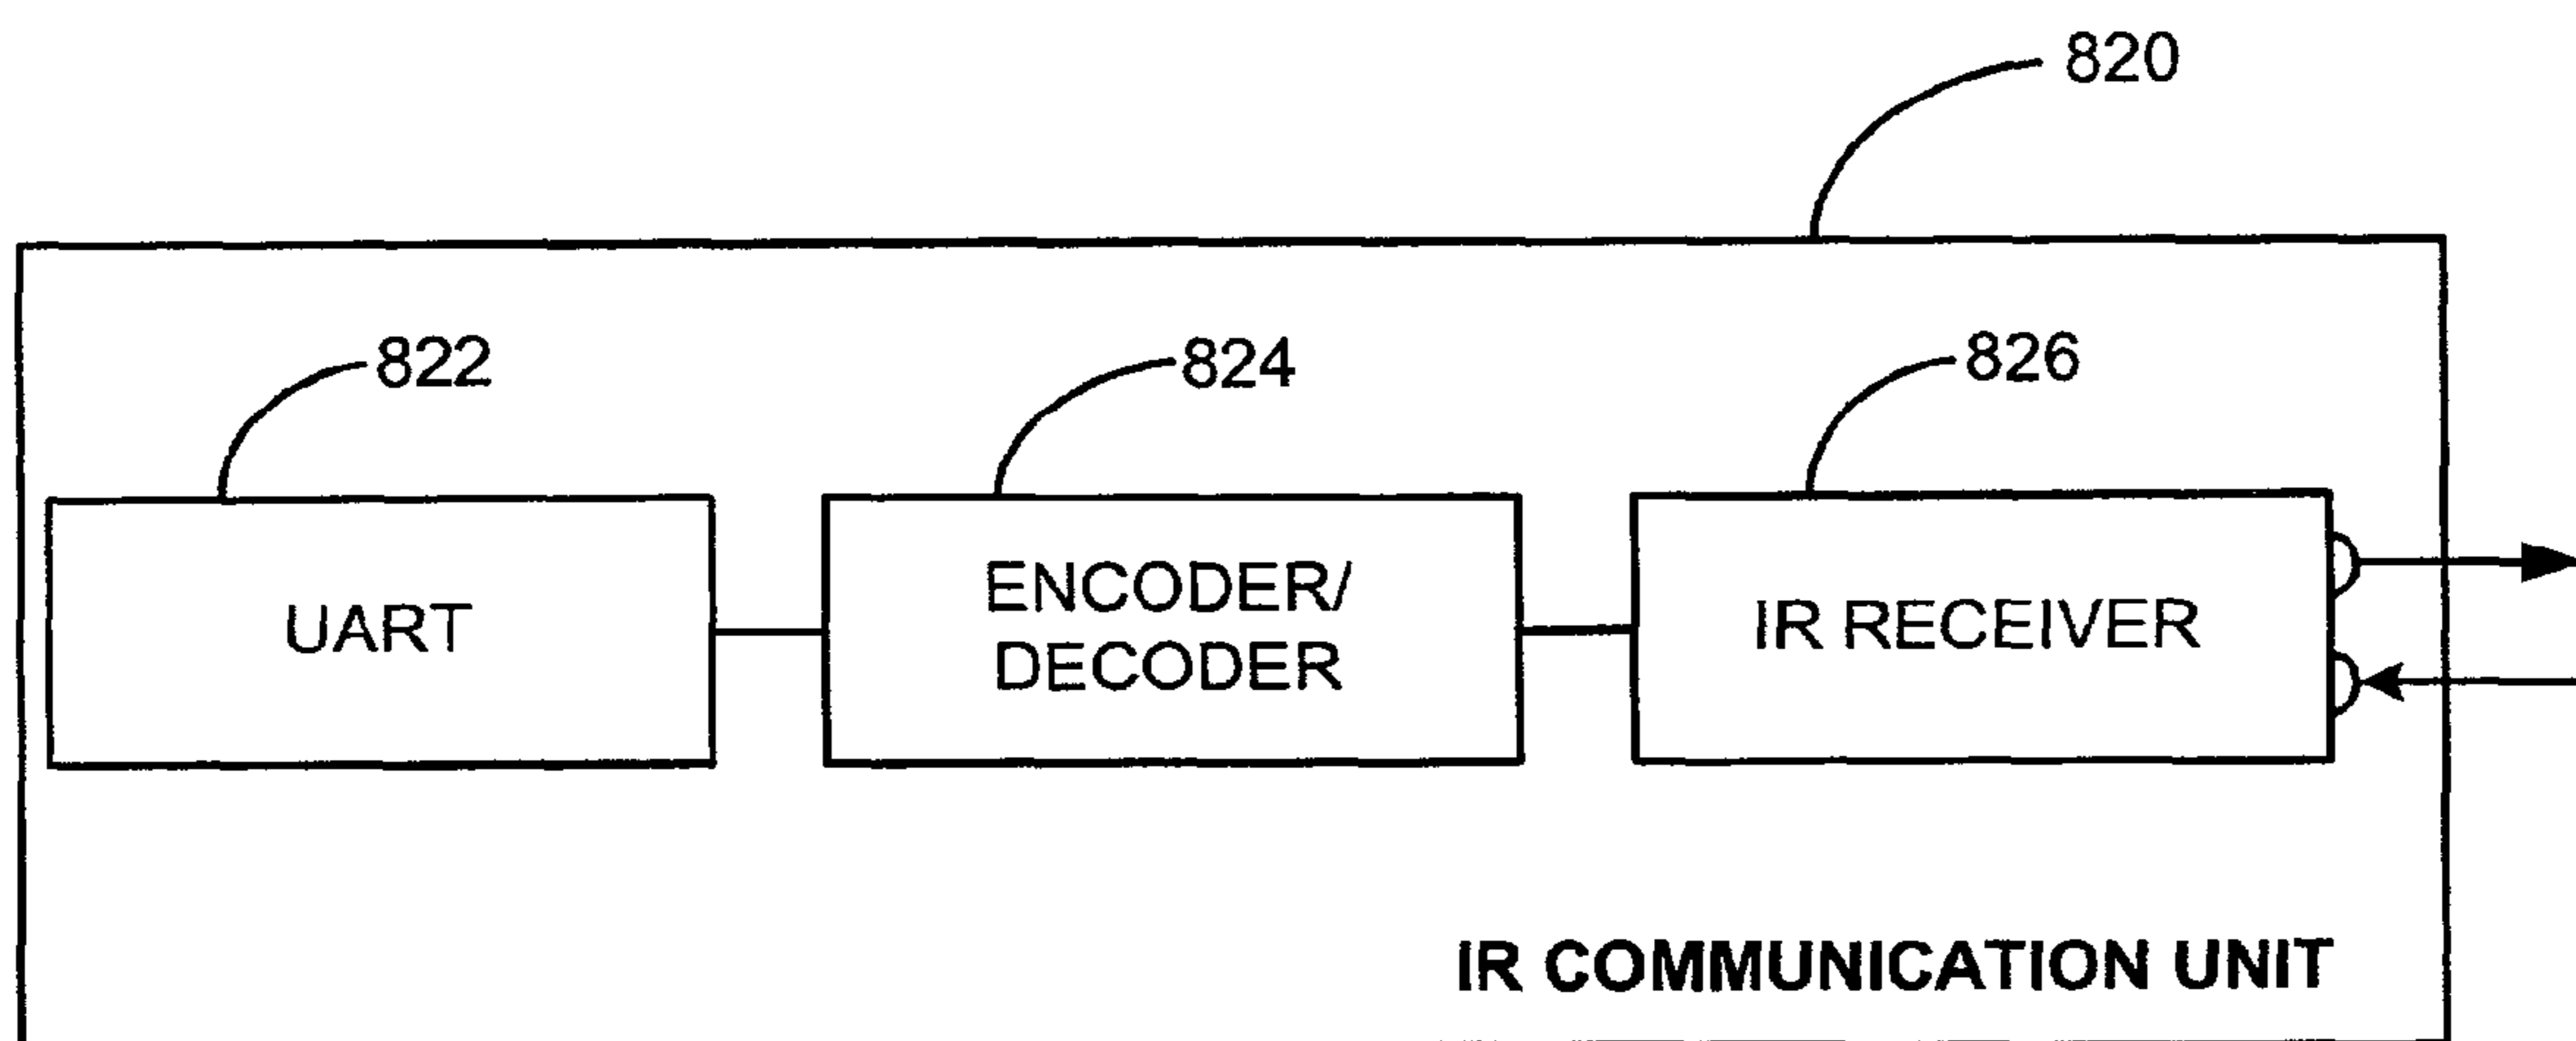 820
822
824
826
UART
ENCODER/
DECODER
IR RECEIVER
IR COMMUNICATION UNIT